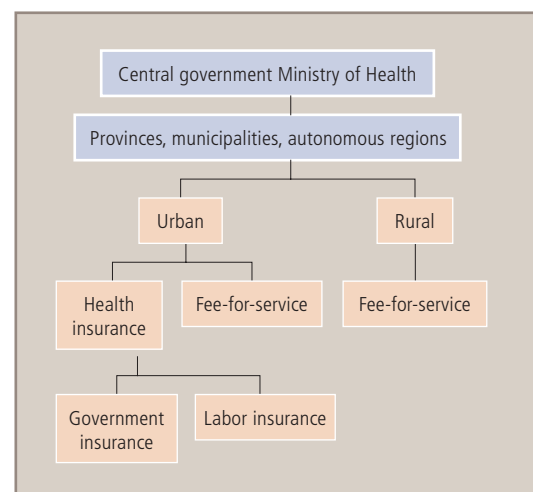 Central government Ministry of Health
Provinces, municipalities, autonomous regions
Urban
Rural
Health
insurance
Fee-for-service
Fee-for-service
Government
insurance
Labor insurance